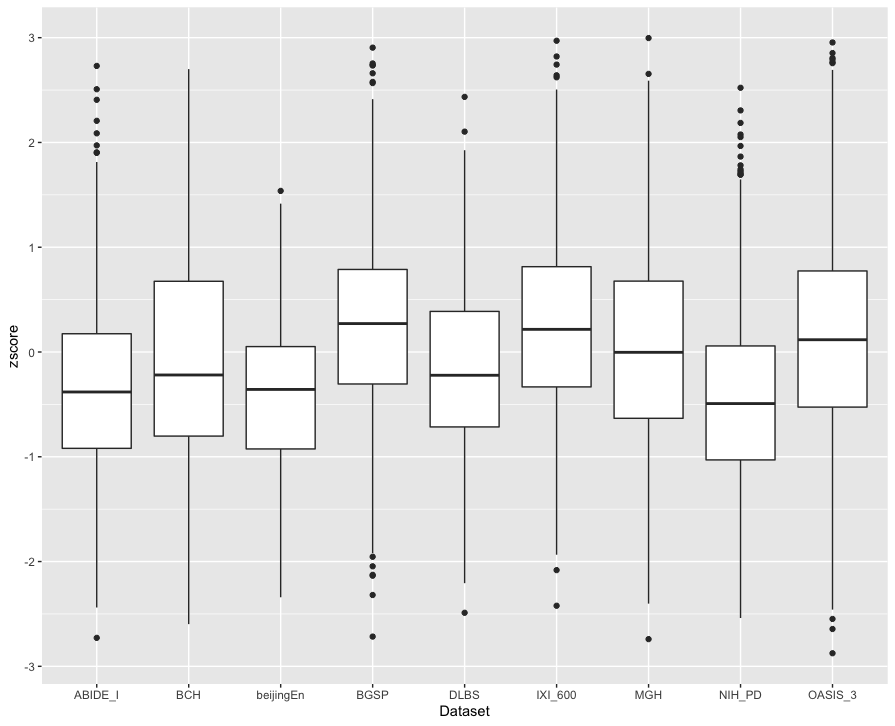 3
2
1
0
-1
-2
-3
zscore
ABIDE_I BCH beijingEn BGSP DLBS IXI_600 MGH NIH_PD OASIS_3
Dataset